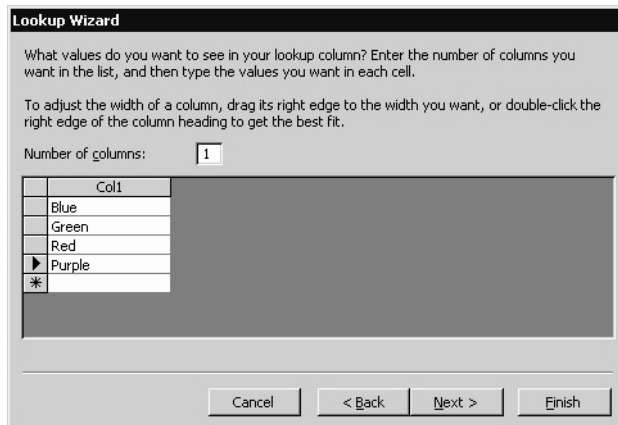 Lookup Wizard
What values do you want to see in your lookup column? Enter the number of columns you
want in the list, and then type the values you want in each cell.
To adjust the width of a column, drag its right edge to the width you want, or double-click the
right edge of the column heading to get the best fit.
Number of columns: 1
Col1
Blue
Green
Red
Purple
Cancel < Back Next > Finish